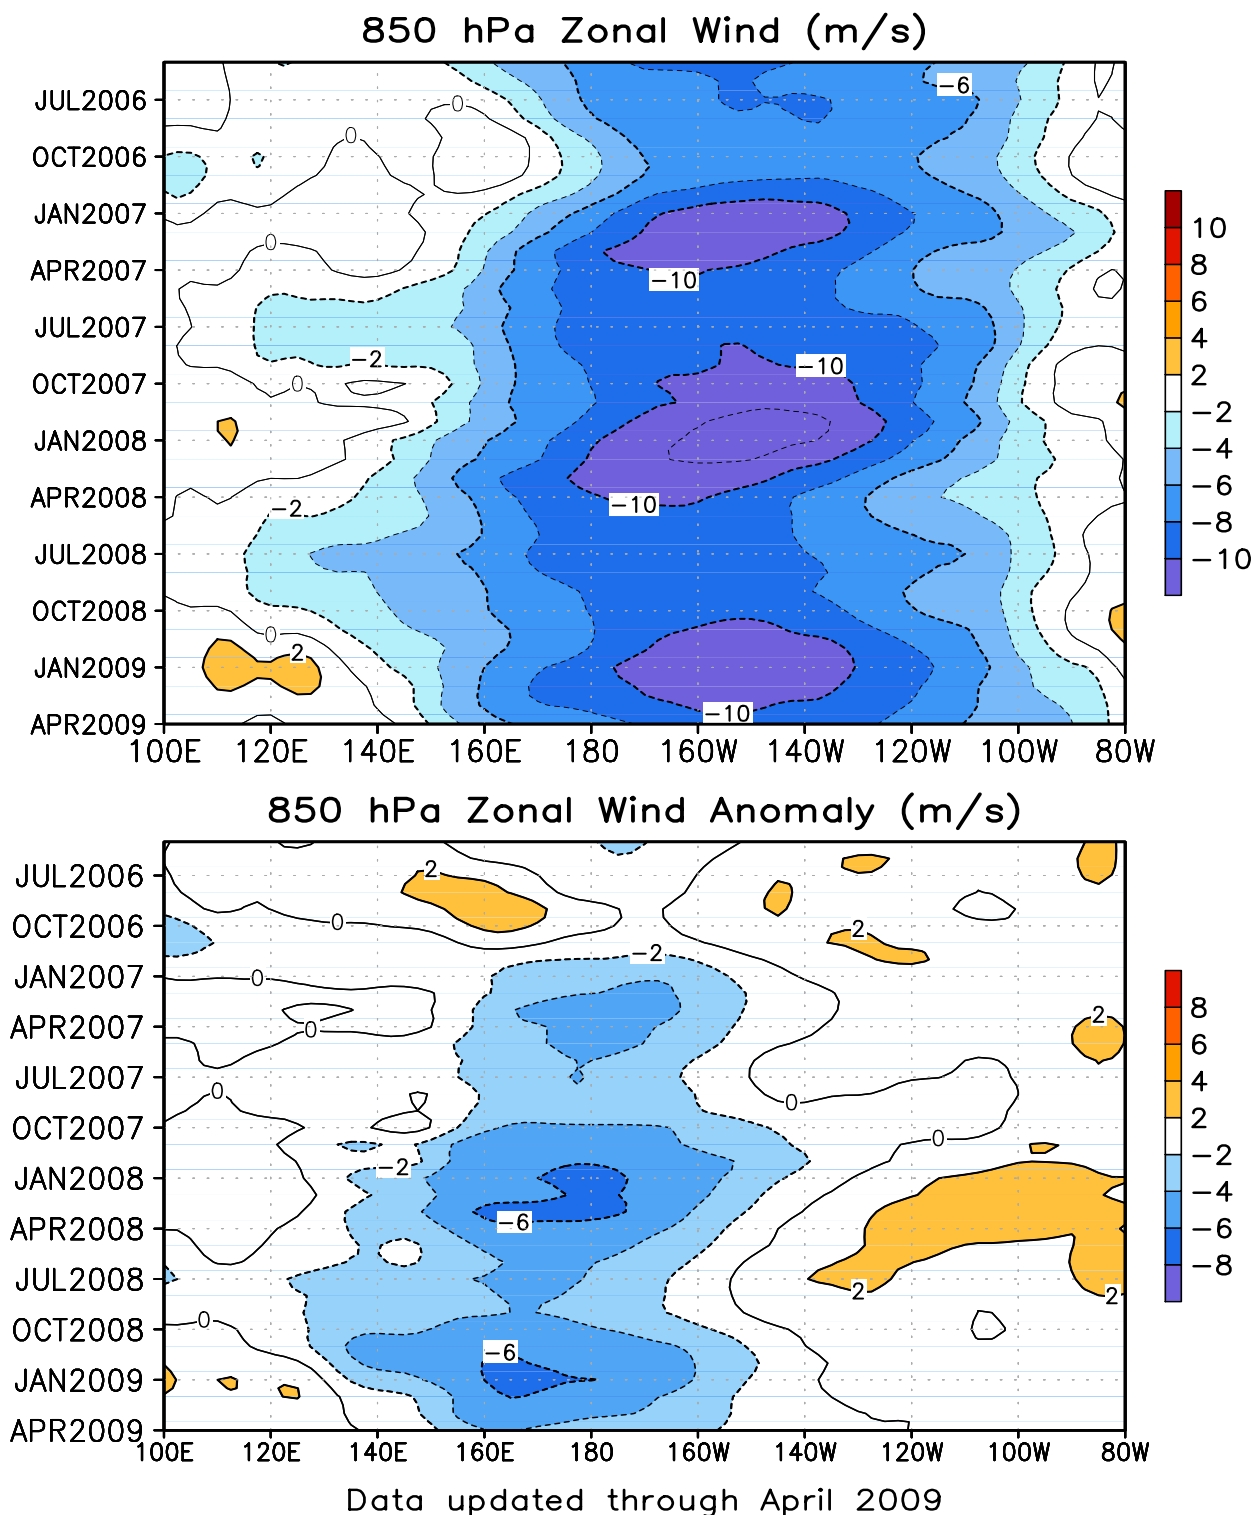 850 hPa Zonal Wind (m/s)
JUL2006
OCT2006
JAN2007
APR2007
JUL2007
OCT2007
JAN2008
APR2008
JUL2008
OCT2008
JAN2009
APR2009
100E 120E 140E 160E 180 160W 140W 120W 100W 80W
0
−6
0
0
−10
−2
−10
0
−10
−2
0
2
−10
10
8
6
4
2
−2
−4
−6
−8
−10
850 hPa Zonal Wind Anomaly (m/s)
JUL2006
OCT2006
JAN2007
APR2007
JUL2007
OCT2007
JAN2008
APR2008
JUL2008
OCT2008
JAN2009
APR2009
100E 120E 140E 160E 180 160W 140W 120W 100W 80W
2
0
2
−2
0
2
0
0
0
0
−2
−6
2
2
0
−6
8
6
4
2
−2
−4
−6
−8
Data updated through April 2009